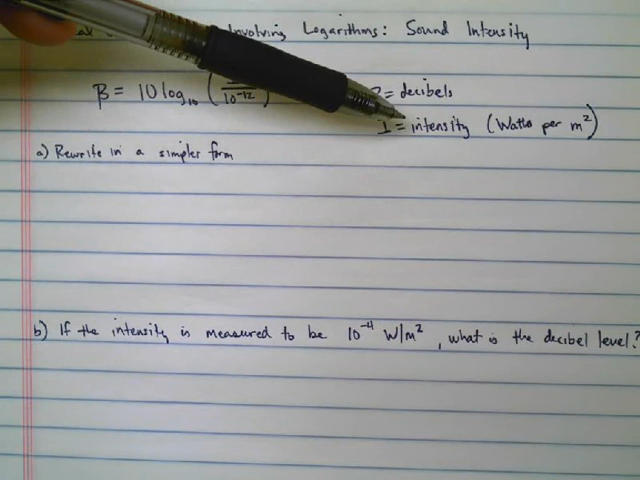 Involving Logarithms: Sound Intensity
β = 10 log₁₀ ( / 10⁻¹² ) = decibels
I = intensity (Watts per m²)
a) Rewrite in a simpler form
b) If the intensity is measured to be 10⁻⁴ W/m², what is the decibel level?